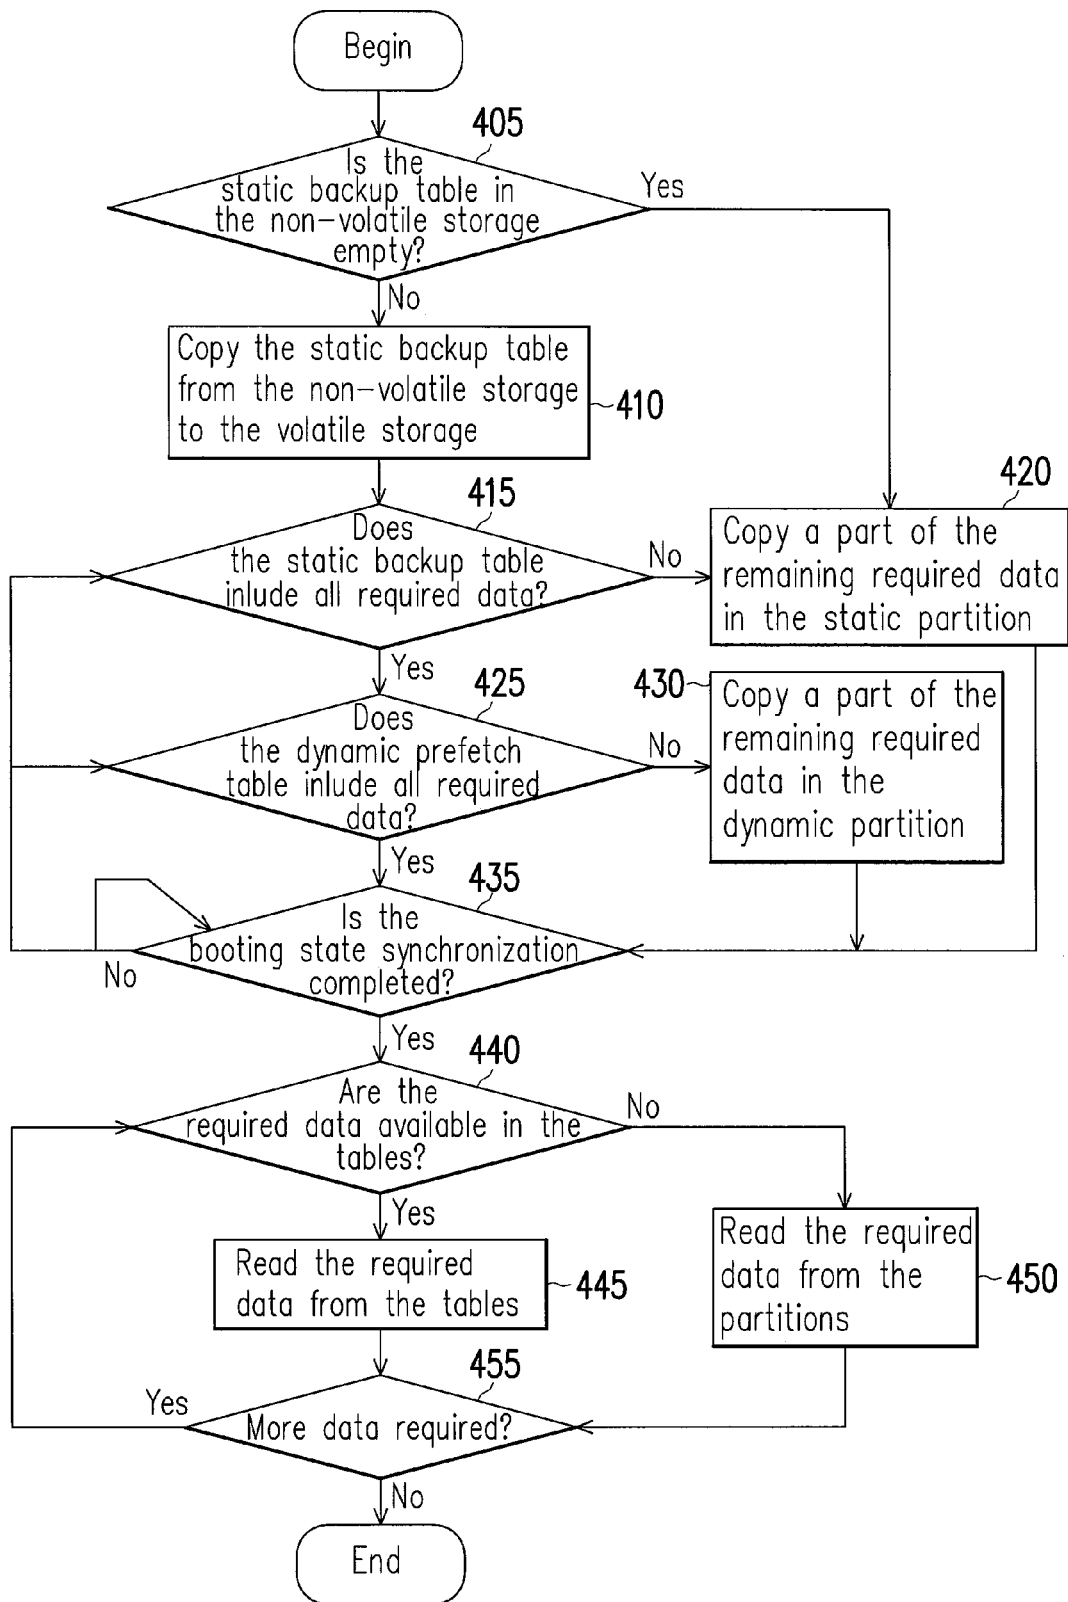 Begin
405
Is the
static backup table in
the non-volatile storage
empty?
Yes
No
Copy the static backup table
from the non-volatile storage
to the volatile storage
410
415
Does
the static backup table
inlude all required data?
No
Yes
420
Copy a part of the
remaining required data
in the static partition
425
Does
the dynamic prefetch
table inlude all required
data?
No
Yes
430
Copy a part of the
remaining required
data in the
dynamic partition
435
Is the
booting state synchronization
completed?
No
Yes
440
Are the
required data available in the
tables?
No
Yes
Read the required
data from the tables
445
Read the required
data from the
partitions
450
455
More data required?
Yes
No
End